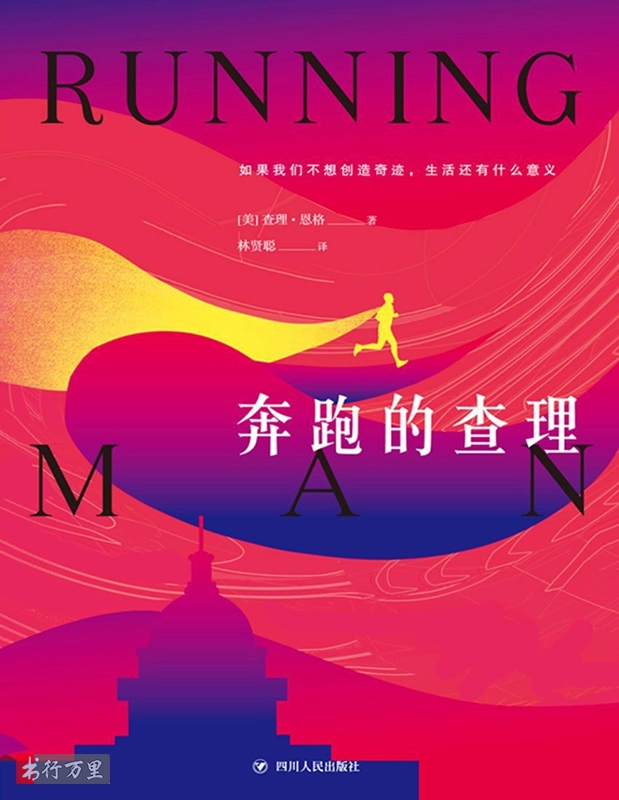 RUNNING
如果我们不想创造奇迹，生活还有什么意义
[美] 查理·恩格 著
林贤聪 译
奔跑的查理
MAN
书行万里
四川人民出版社